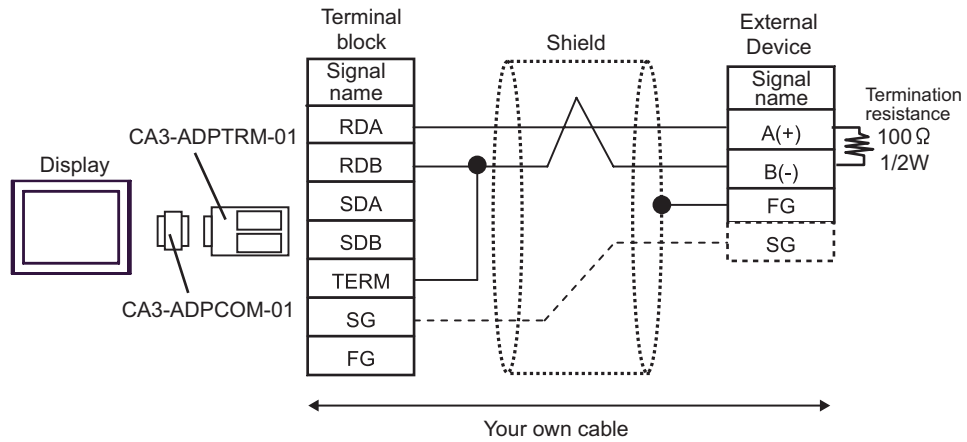 Terminal
block
Shield
External
Device
Signal
name
Signal
name
Termination
resistance
100 Ω
1/2W
CA3-ADPTRM-01
RDA
A(+)
Display
RDB
B(-)
SDA
FG
SDB
SG
TERM
CA3-ADPCOM-01
SG
FG
Your own cable